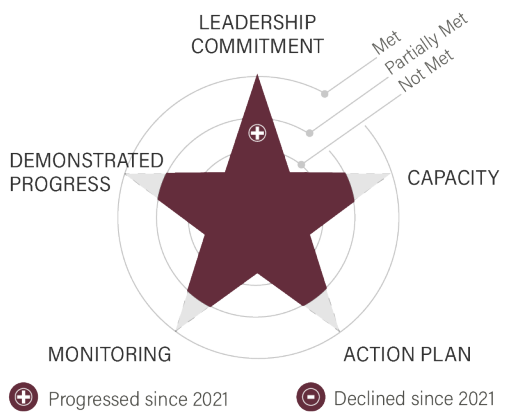 LEADERSHIP
COMMITMENT
Met
Partially Met
Not Met
DEMONSTRATED
PROGRESS
CAPACITY
MONITORING
ACTION PLAN
Progressed since 2021
Declined since 2021